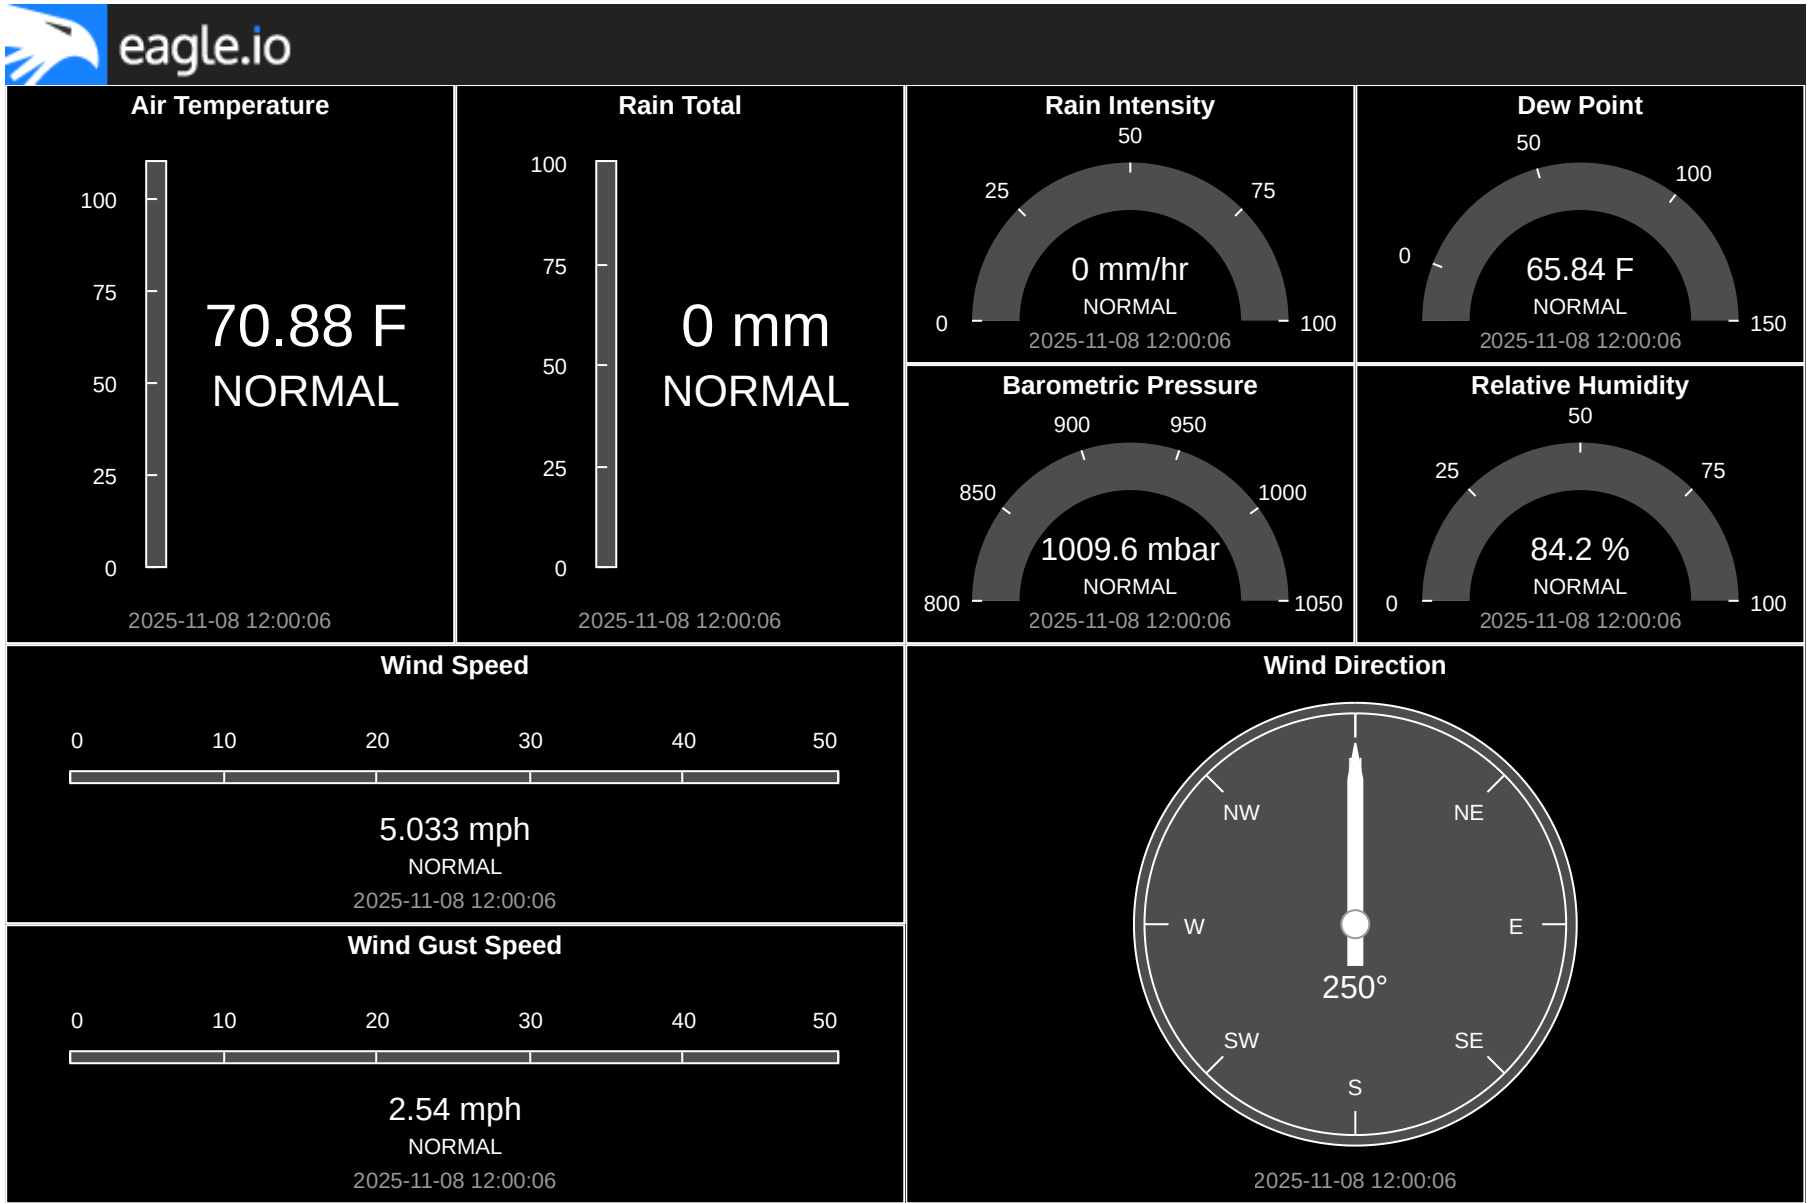 eagle.io
Air Temperature
100
75
50
25
0
70.88 F
NORMAL
2025-11-08 12:00:06
Rain Total
100
75
50
25
0
0 mm
NORMAL
2025-11-08 12:00:06
Rain Intensity
50
25
75
0 mm/hr
NORMAL
0
100
2025-11-08 12:00:06
Dew Point
50
100
0
65.84 F
NORMAL
150
2025-11-08 12:00:06
Barometric Pressure
900
950
850
1000
1009.6 mbar
NORMAL
800
1050
2025-11-08 12:00:06
Relative Humidity
50
25
75
84.2 %
NORMAL
0
100
2025-11-08 12:00:06
Wind Speed
0 10 20 30 40 50
5.033 mph
NORMAL
2025-11-08 12:00:06
Wind Gust Speed
0 10 20 30 40 50
2.54 mph
NORMAL
2025-11-08 12:00:06
Wind Direction
NW
NE
W
E
250°
SW
SE
S
2025-11-08 12:00:06